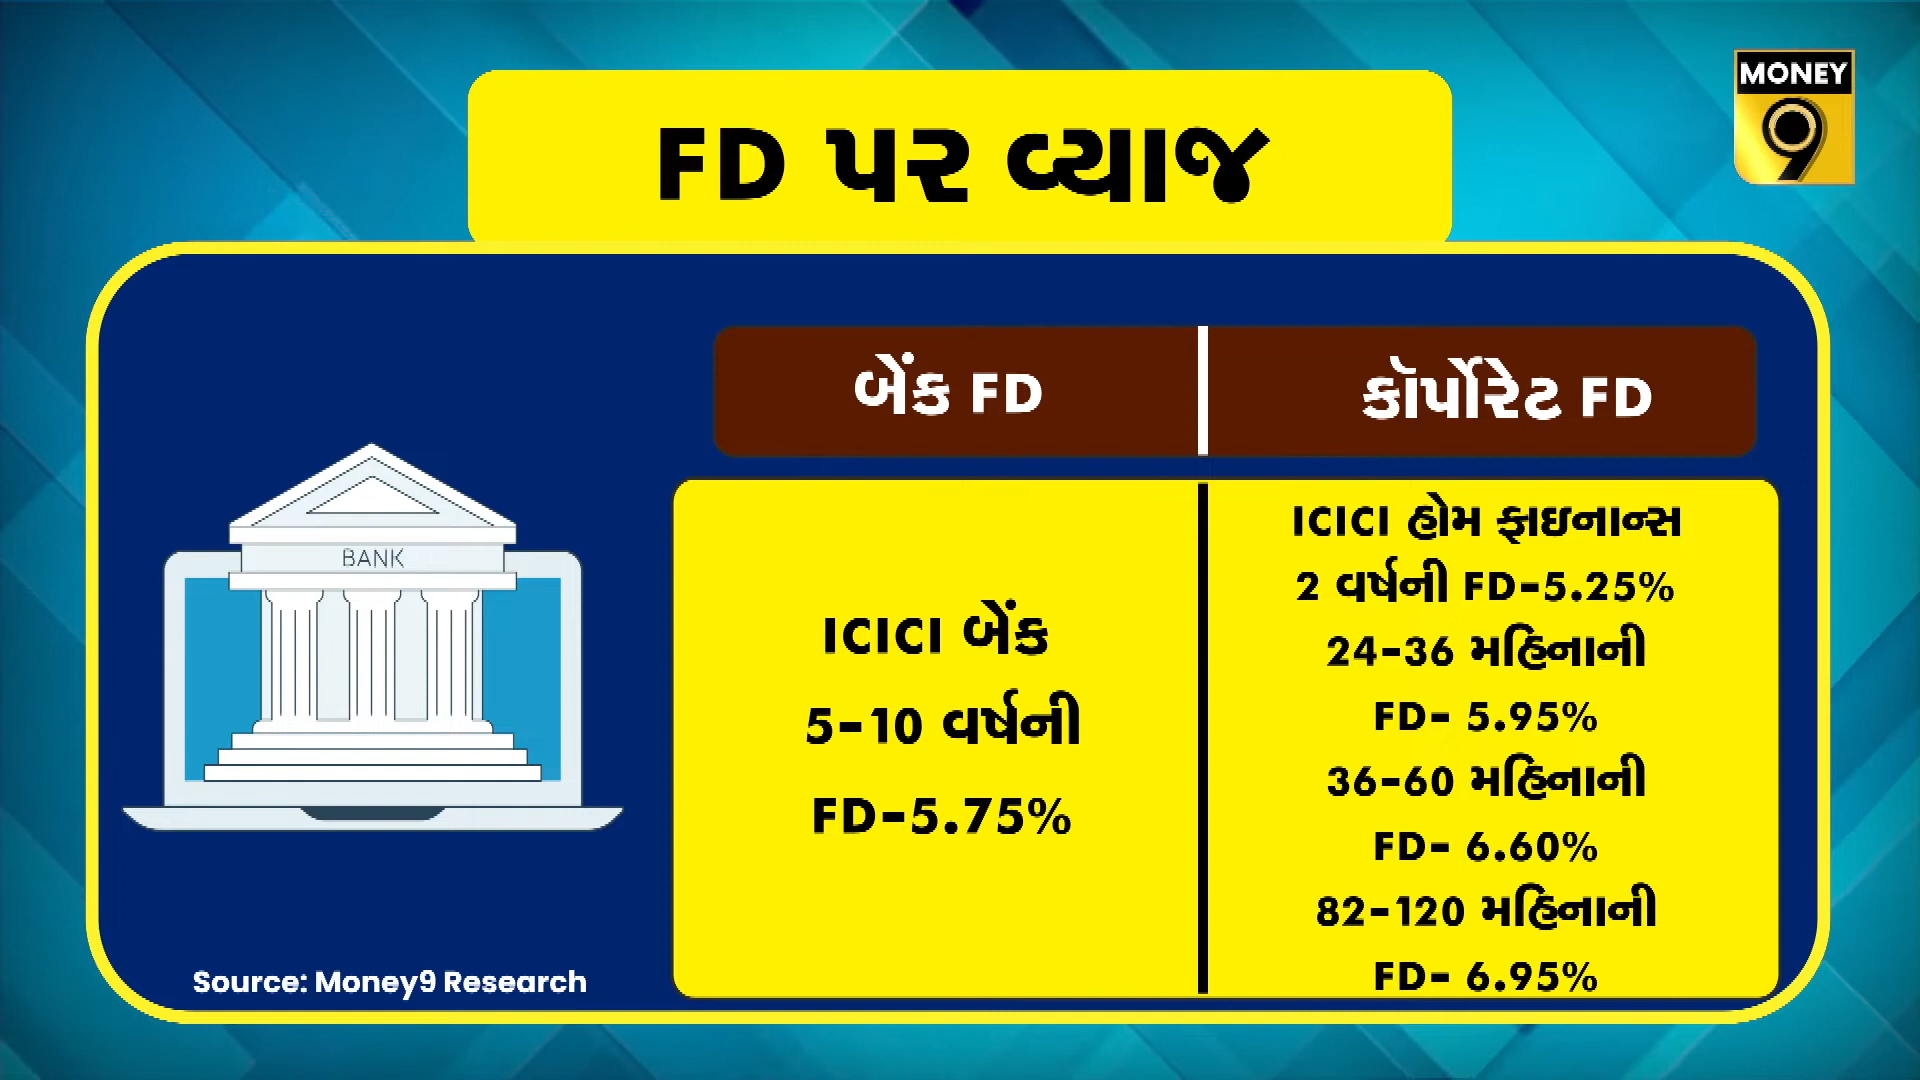 MONEY
9
FD પર વ્યાજ
બેંક FD
કૉર્પોરેટ FD
BANK
ICICI બેંક
5-10 વર્ષની
FD-5.75%
ICICI હોમ ફાઇનાન્સ
2 વર્ષની FD-5.25%
24-36 મહિનાની
FD- 5.95%
36-60 મહિનાની
FD- 6.60%
82-120 મહિનાની
FD- 6.95%
Source: Money9 Research